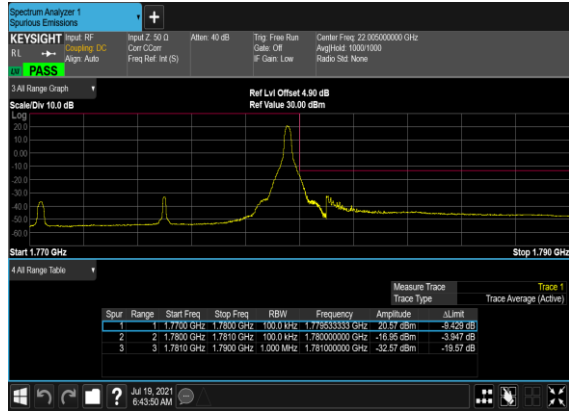 Spectrum Analyzer 1
Spurious Emissions
+
KEYSIGHT Input: RF Input Z: 50 Ω Atten: 40 dB Trig: Free Run Center Freq: 22.005000000 GHz
RL Coupling: DC Corr CCorr Gate: Off Avg|Hold: 1000/1000
Align: Auto Freq Ref: Int (S) IF Gain: Low Radio Std: None
PASS
3 All Range Graph Ref Lvl Offset 4.90 dB
Scale/Div 10.0 dB Ref Value 30.00 dBm
Log
20.0
10.0
0.00
-10.0
-20.0
-30.0
-40.0
-50.0
-60.0
Start 1.770 GHz Stop 1.790 GHz
4 All Range Table
Measure Trace Trace 1
Trace Type Trace Average (Active)
Spur Range Start Freq Stop Freq RBW Frequency Amplitude ΔLimit
1 1 1.7700 GHz 1.7800 GHz 100.0 kHz 1.779533333 GHz 20.57 dBm -9.429 dB
2 2 1.7800 GHz 1.7810 GHz 100.0 kHz 1.780000000 GHz -16.95 dBm -3.947 dB
3 3 1.7810 GHz 1.7900 GHz 1.000 MHz 1.781000000 GHz -32.57 dBm -19.57 dB
? Jul 19, 2021
6:43:50 AM